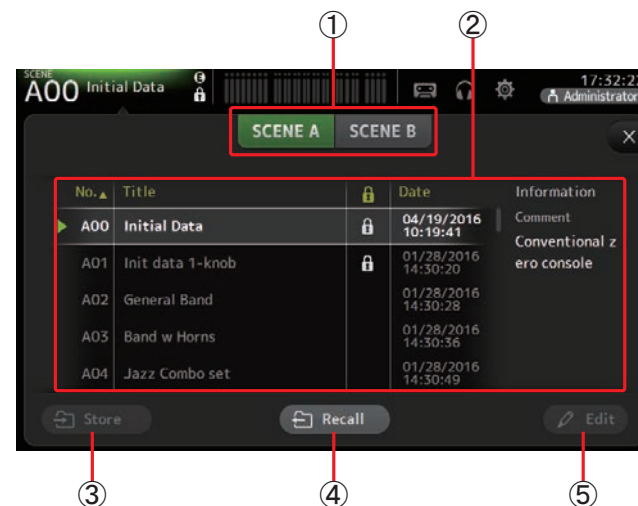 ① ②
SCENE
A00 Initial Data E 17:32:22
Administrator
SCENE A SCENE B X
No. Title Date Information
A00 Initial Data 04/19/2016 10:19:41 Comment
Conventional z
ero console
A01 Init data 1-knob 01/28/2016 14:30:20
A02 General Band 01/28/2016 14:30:28
A03 Band w Horns 01/28/2016 14:30:36
A04 Jazz Combo set 01/28/2016 14:30:49
Store Recall Edit
③ ④ ⑤